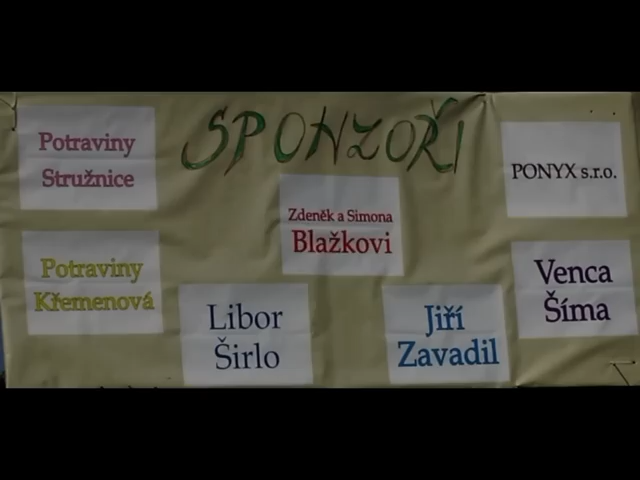 SPONZOŘI
Potraviny
Stružnice
PONYX s.r.o.
Zdeněk a Simona
Blažkovi
Potraviny
Křemenová
Venca
Šíma
Libor
Širlo
Jiří
Zavadil